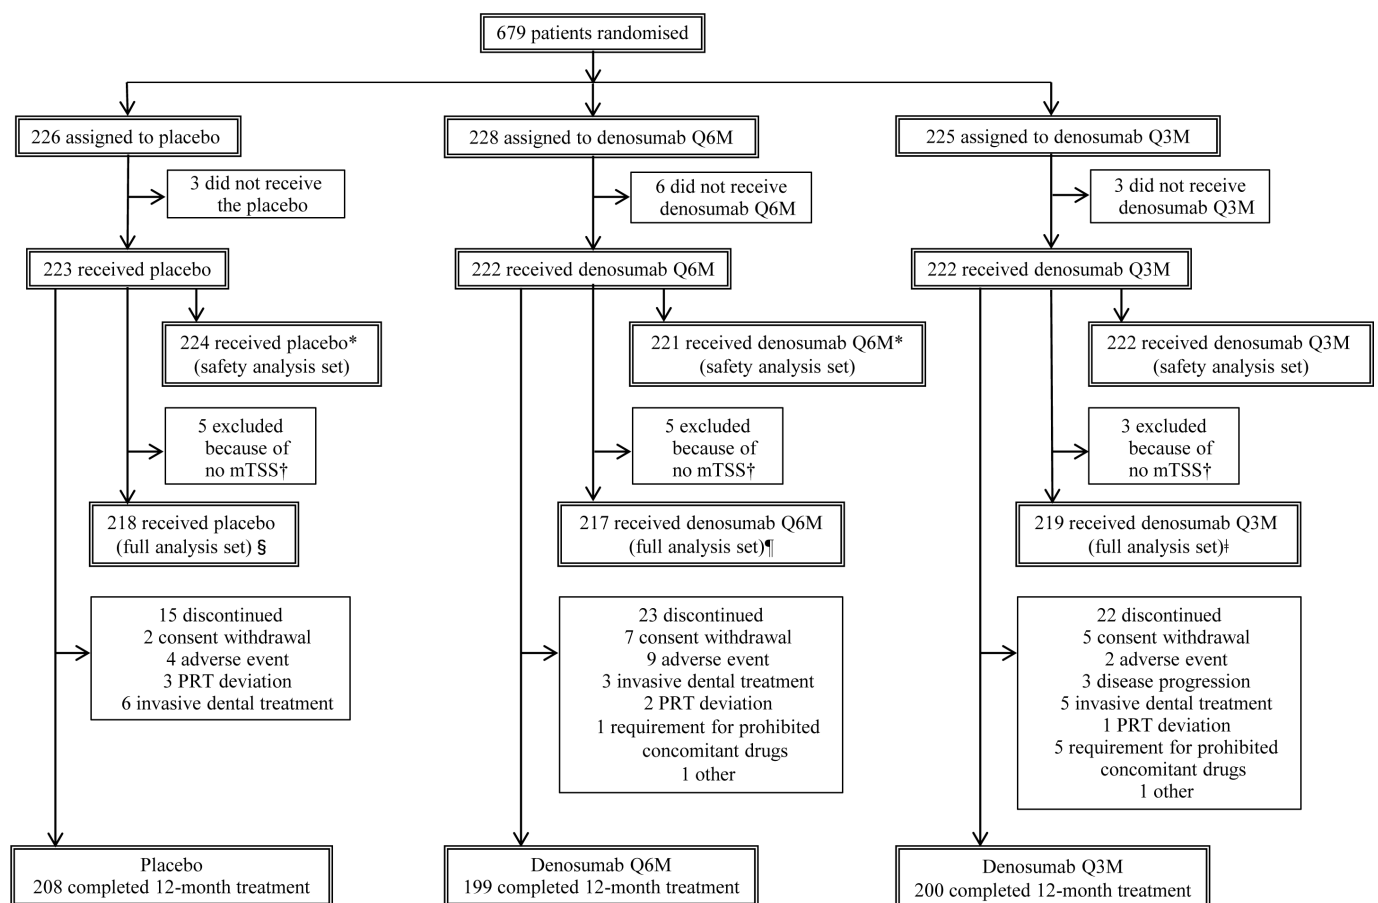 679 patients randomised
226 assigned to placebo
228 assigned to denosumab Q6M
225 assigned to denosumab Q3M
3 did not receive
the placebo
6 did not receive
denosumab Q6M
3 did not receive
denosumab Q3M
223 received placebo
222 received denosumab Q6M
222 received denosumab Q3M
224 received placebo*
(safety analysis set)
221 received denosumab Q6M*
(safety analysis set)
222 received denosumab Q3M
(safety analysis set)
5 excluded
because of
no mTSS†
5 excluded
because of
no mTSS†
3 excluded
because of
no mTSS†
218 received placebo
(full analysis set) §
217 received denosumab Q6M
(full analysis set)¶
219 received denosumab Q3M
(full analysis set)ǂ
15 discontinued
2 consent withdrawal
4 adverse event
3 PRT deviation
6 invasive dental treatment
23 discontinued
7 consent withdrawal
9 adverse event
3 invasive dental treatment
2 PRT deviation
1 requirement for prohibited
concomitant drugs
1 other
22 discontinued
5 consent withdrawal
2 adverse event
3 disease progression
5 invasive dental treatment
1 PRT deviation
5 requirement for prohibited
concomitant drugs
1 other
Placebo
208 completed 12-month treatment
Denosumab Q6M
199 completed 12-month treatment
Denosumab Q3M
200 completed 12-month treatment